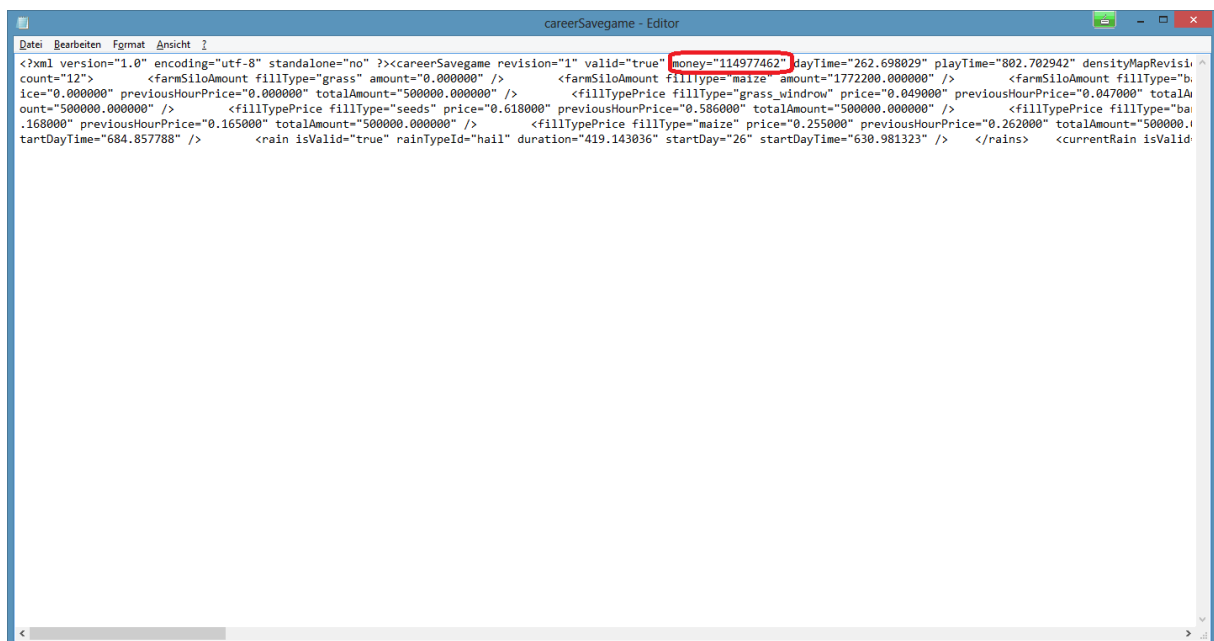 careerSavegame - Editor
Datei Bearbeiten Format Ansicht ?
<?xml version="1.0" encoding="utf-8" standalone="no" ?><careerSavegame revision="1" valid="true" money="114977462" dayTime="262.698029" playTime="802.702942" densityMapRevisi
count="12"> <farmSiloAmount fillType="grass" amount="0.000000" /> <farmSiloAmount fillType="maize" amount="1772200.000000" /> <farmSiloAmount fillType="b
ice="0.000000" previousHourPrice="0.000000" totalAmount="500000.000000" /> <fillTypePrice fillType="grass_windrow" price="0.049000" previousHourPrice="0.047000" totalA
ount="500000.000000" /> <fillTypePrice fillType="seeds" price="0.618000" previousHourPrice="0.586000" totalAmount="500000.000000" /> <fillTypePrice fillType="ba
.168000" previousHourPrice="0.165000" totalAmount="500000.000000" /> <fillTypePrice fillType="maize" price="0.255000" previousHourPrice="0.262000" totalAmount="500000.
tartDayTime="684.857788" /> <rain isValid="true" rainTypeId="hail" duration="419.143036" startDay="26" startDayTime="630.981323" /> </rains> <currentRain isValid